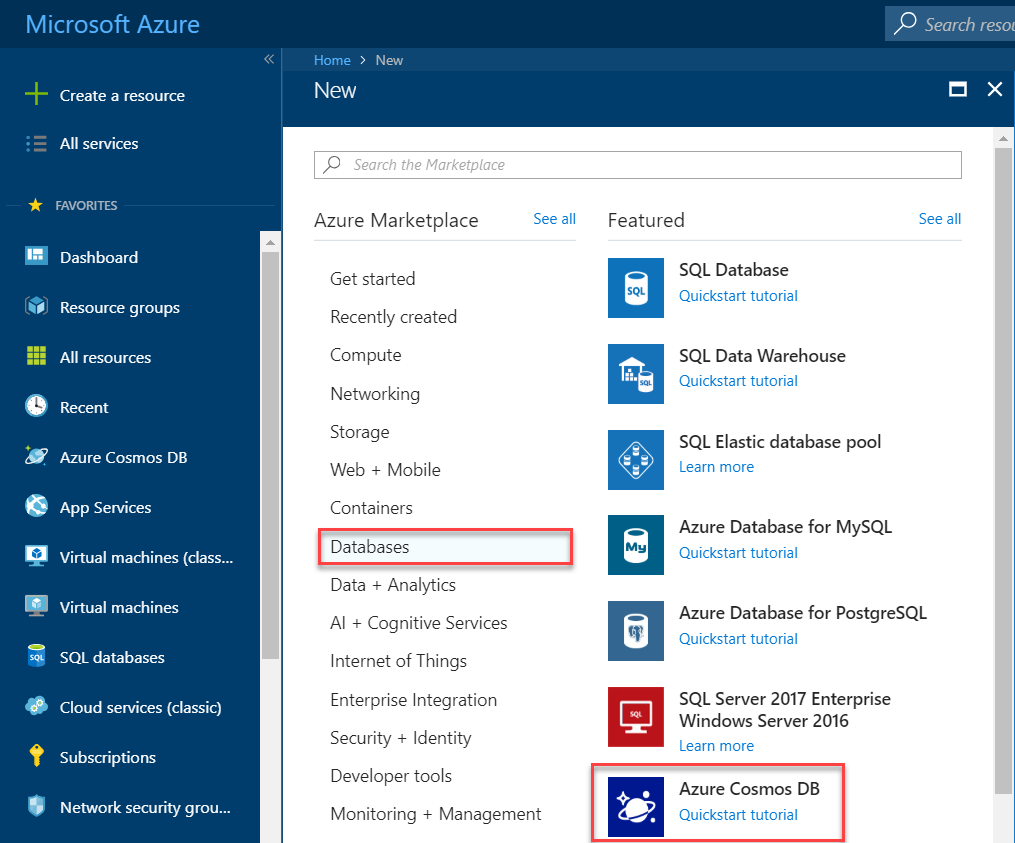 Microsoft Azure
Search resou
Create a resource
All services
FAVORITES
Dashboard
Resource groups
All resources
Recent
Azure Cosmos DB
App Services
Virtual machines (class...
Virtual machines
SQL databases
Cloud services (classic)
Subscriptions
Network security grou...
Home > New
New
Search the Marketplace
Azure Marketplace See all
Get started
Recently created
Compute
Networking
Storage
Web + Mobile
Containers
Databases
Data + Analytics
AI + Cognitive Services
Internet of Things
Enterprise Integration
Security + Identity
Developer tools
Monitoring + Management
Featured See all
SQL
SQL Database
Quickstart tutorial
SQL
SQL Data Warehouse
Quickstart tutorial
SQL Elastic database pool
Learn more
My
Azure Database for MySQL
Quickstart tutorial
Azure Database for PostgreSQL
Quickstart tutorial
SQL
SQL Server 2017 Enterprise
Windows Server 2016
Learn more
Azure Cosmos DB
Quickstart tutorial